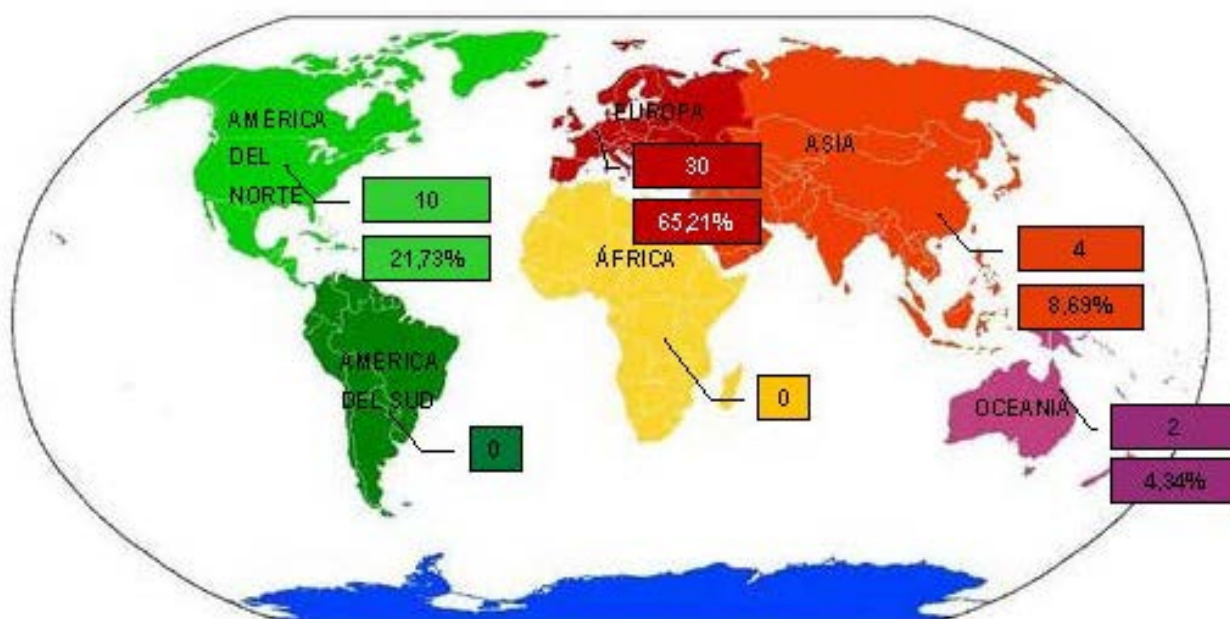 AMÉRICA
DEL
NORTE
10
21,73%
EUROPA
30
65,21%
ASIA
4
8,69%
ÁFRICA
0
AMÉRICA
DEL SUD
0
OCEANIA
2
4,34%